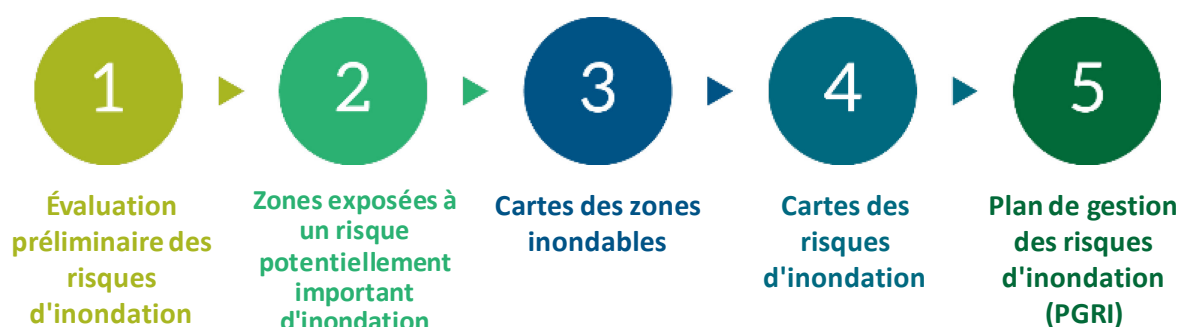 1
2
3
4
5
Évaluation
préliminaire des
risques
d'inondation
Zones exposées à
un risque
potentiellement
important
d'inondation
Cartes des zones
inondables
Cartes des
risques
d'inondation
Plan de gestion
des risques
d'inondation
(PGRI)